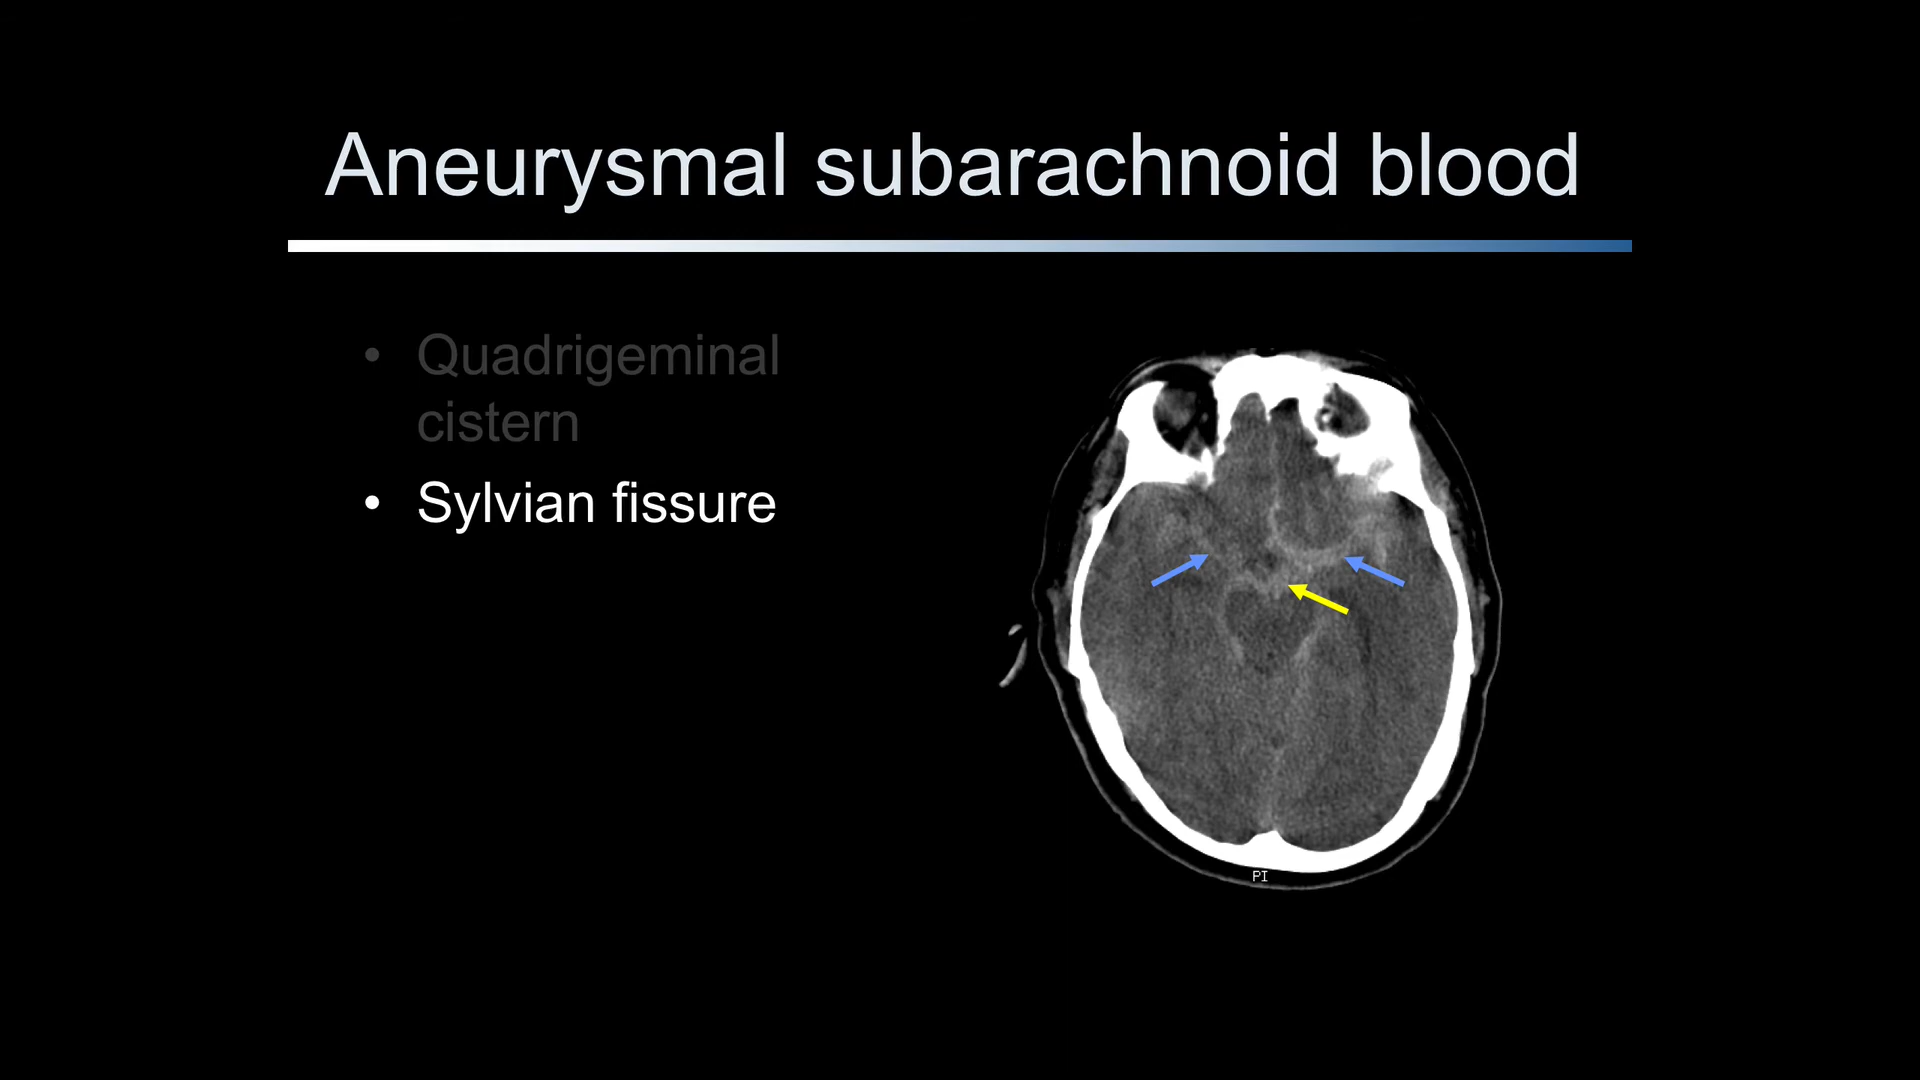 Aneurysmal subarachnoid blood
• Quadrigeminal
cistern
• Sylvian fissure
PI